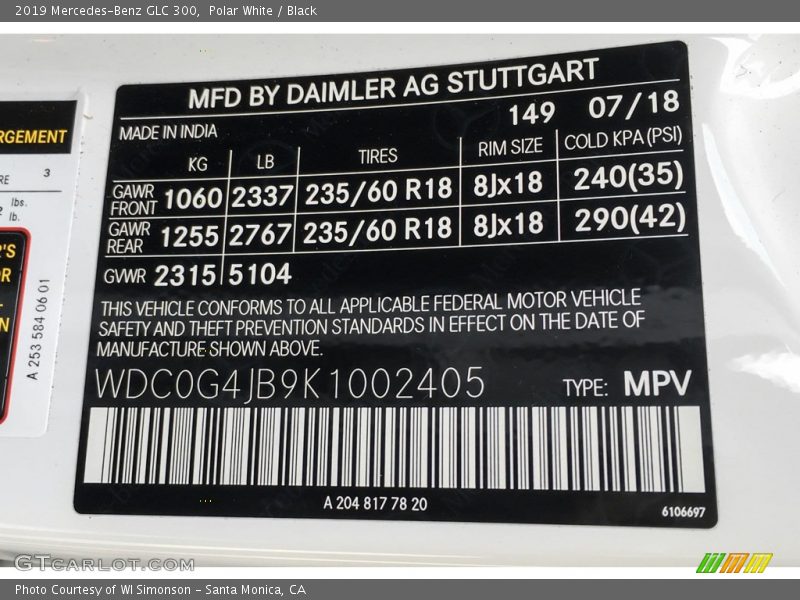 2019 Mercedes-Benz GLC 300,  Polar White / Black
MFD BY DAIMLER AG STUTTGART
149 07/18
MADE IN INDIA
KG LB TIRES RIM SIZE COLD KPA (PSI)
GAWR FRONT 1060 2337 235/60 R18 8Jx18 240(35)
GAWR REAR 1255 2767 235/60 R18 8Jx18 290(42)
GVWR 2315 5104
THIS VEHICLE CONFORMS TO ALL APPLICABLE FEDERAL MOTOR VEHICLE
SAFETY AND THEFT PREVENTION STANDARDS IN EFFECT ON THE DATE OF
MANUFACTURE SHOWN ABOVE.
WDC0G4JB9K1002405 TYPE: MPV
A 204 817 78 20
6106697
RGEMENT
3
lbs.
lb.
A 253 584 06 01
GTCARLOT.COM
Photo Courtesy of WI Simonson – Santa Monica, CA